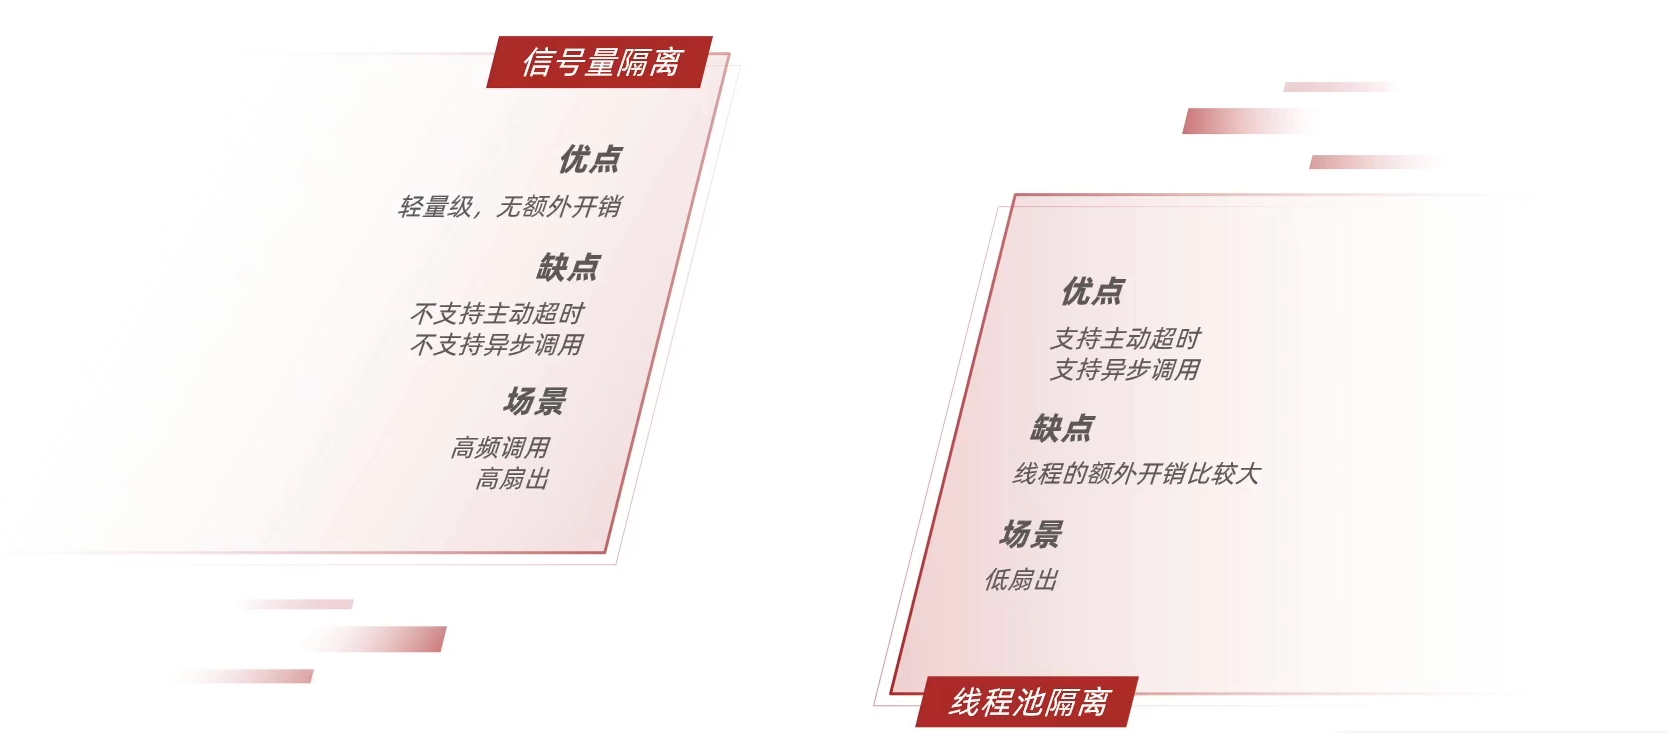 信号量隔离
优点
轻量级，无额外开销
缺点
不支持主动超时
不支持异步调用
场景
高频调用
高扇出
优点
支持主动超时
支持异步调用
缺点
线程的额外开销比较大
场景
低扇出
线程池隔离